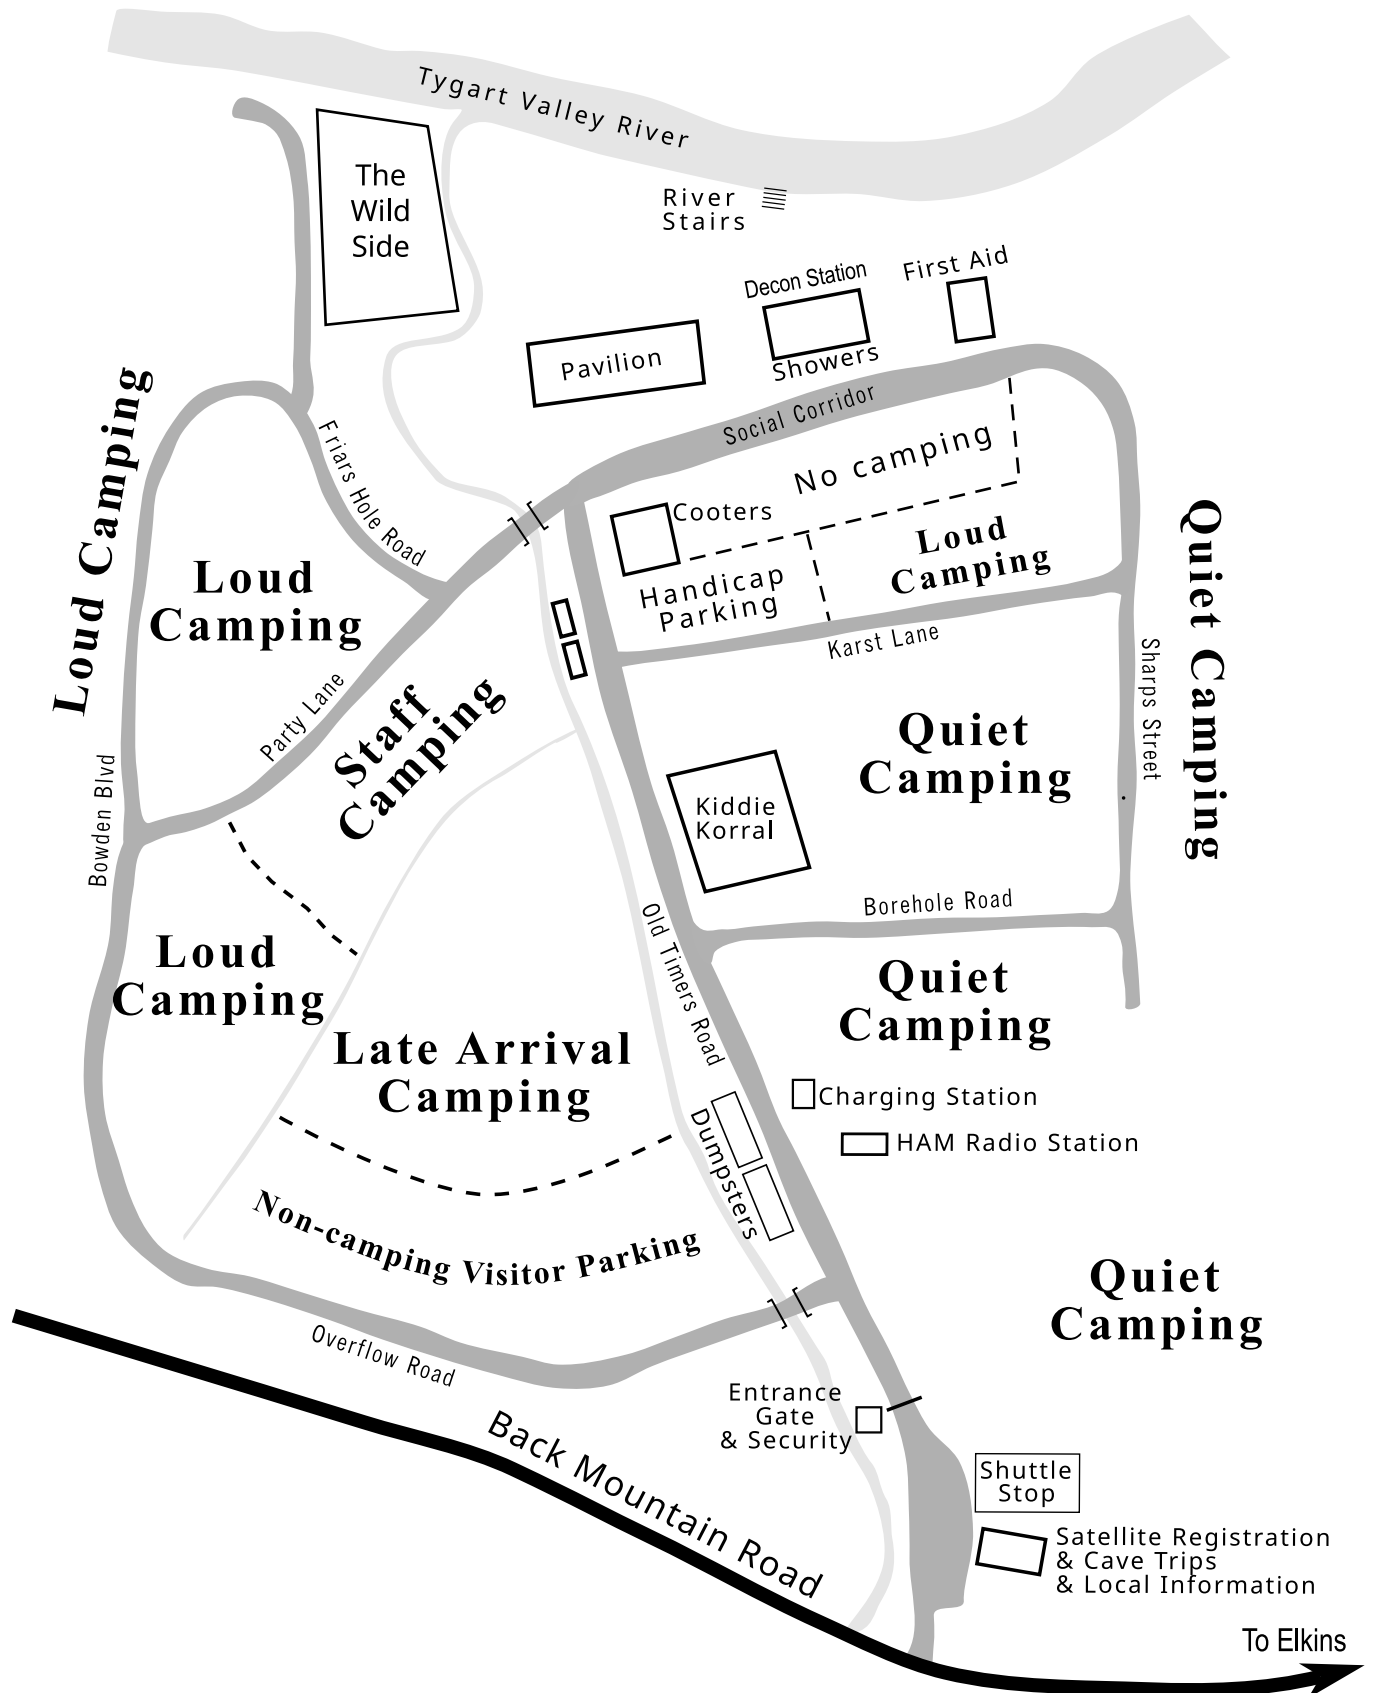 Tygart Valley River
The
Wild
Side
River
Stairs
Decon Station
First Aid
Pavilion
Showers
Social Corridor
No camping
Cooters
Handicap
Parking
Loud
Camping
Karst Lane
Loud Camping
Friars Hole Road
Loud
Camping
Party Lane
Staff
Camping
Bowden Blvd
Quiet Camping
Sharps Street
Quiet
Camping
Kiddie
Korral
Borehole Road
Old Timers Road
Loud
Camping
Quiet
Camping
Late Arrival
Camping
Charging Station
HAM Radio Station
Dumpsters
Non-camping Visitor Parking
Quiet
Camping
Overflow Road
Entrance
Gate
& Security
Back Mountain Road
Shuttle
Stop
Satellite Registration
& Cave Trips
& Local Information
To Elkins